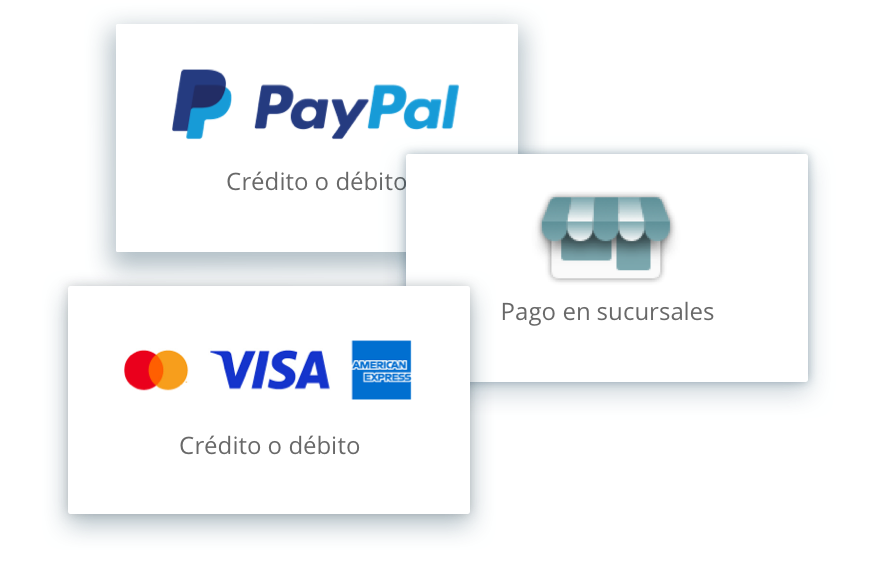 PayPal
Crédito o débito
Pago en sucursales
VISA
AMERICAN
EXPRESS
Crédito o débito